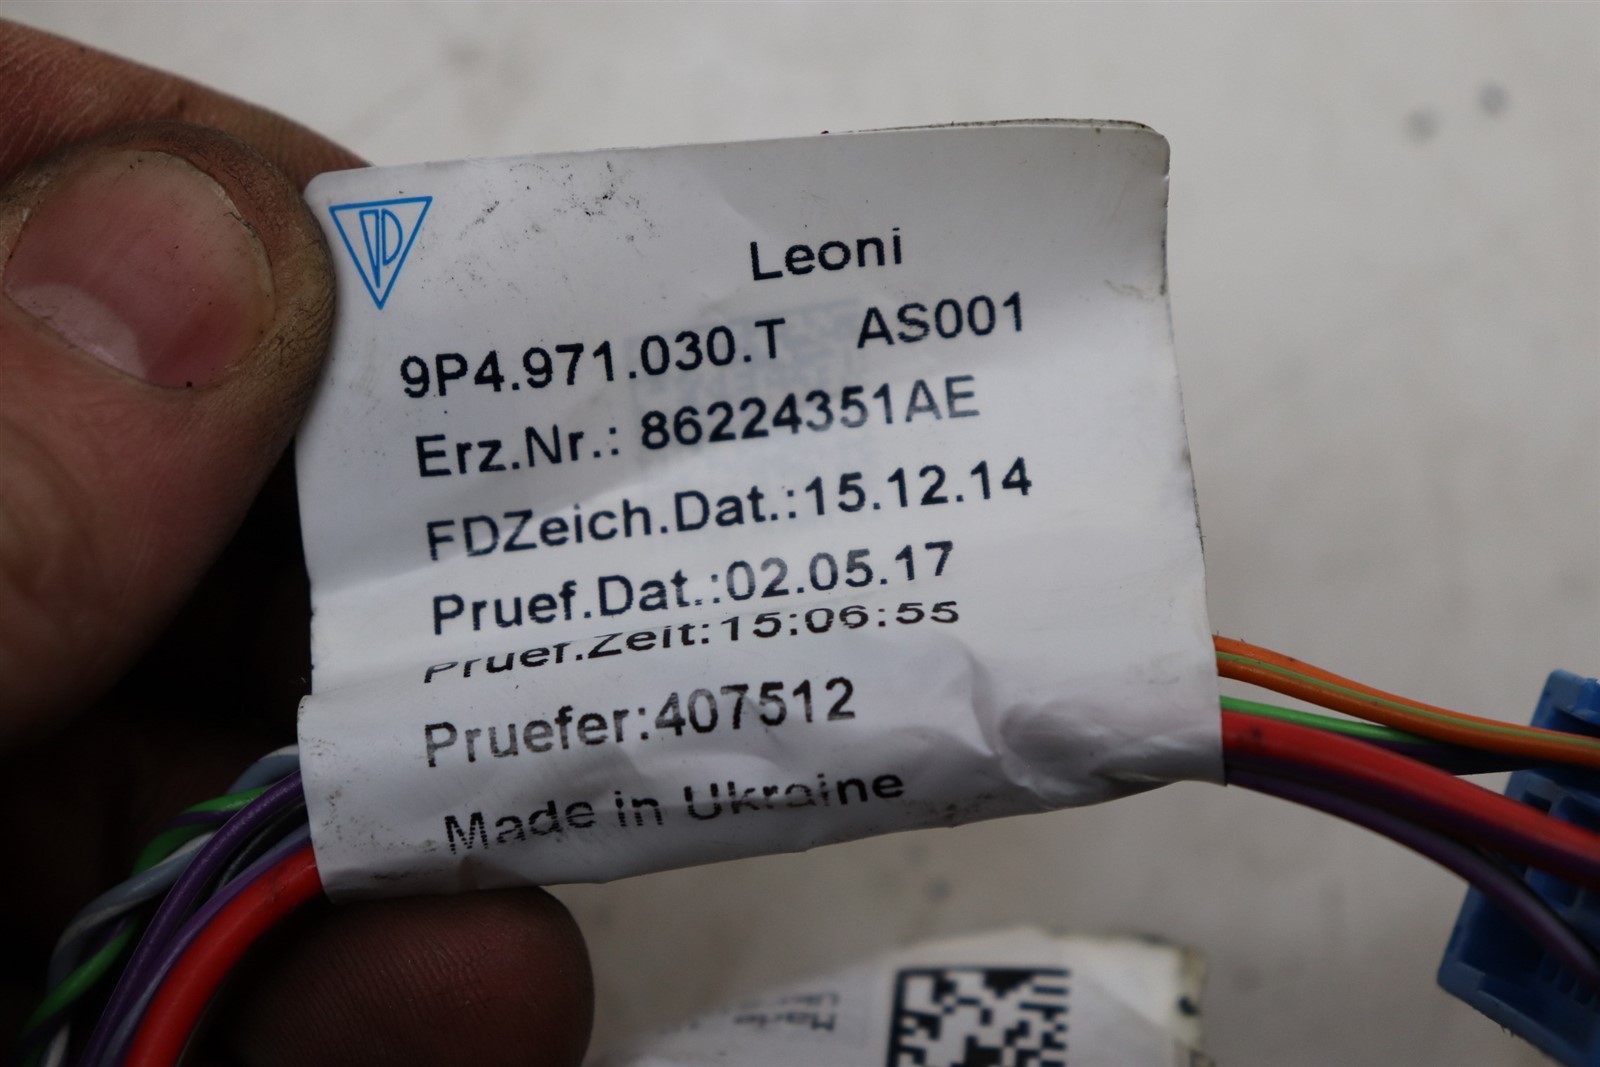 Leoni
9P4.971.030.T AS001
Erz.Nr.: 86224351AE
FDZeich.Dat.:15.12.14
Pruef.Dat.:02.05.17
Pruef.Zeit:15:06:55
Pruefer:407512
Made in Ukraine